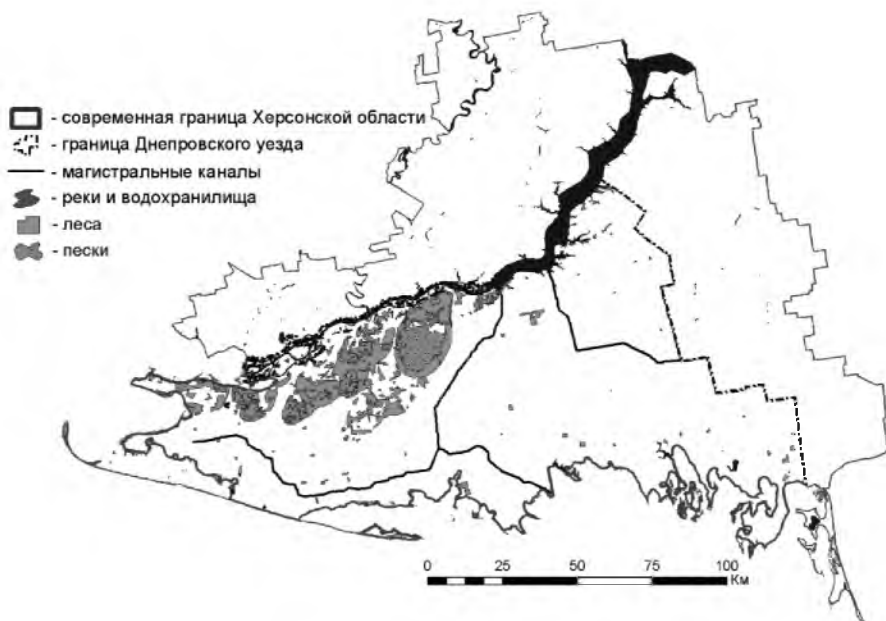 - современная граница Херсонской области
- граница Днепровского уезда
- магистральные каналы
- реки и водохранилища
- леса
- пески
0 25 50 75 100
Км